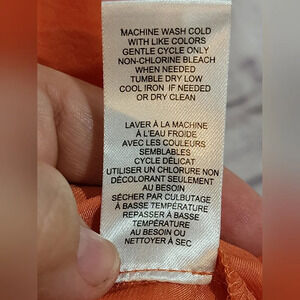 MACHINE WASH COLD
WITH LIKE COLORS
GENTLE CYCLE ONLY
NON-CHLORINE BLEACH
WHEN NEEDED
TUMBLE DRY LOW
COOL IRON IF NEEDED
OR DRY CLEAN
LAVER À LA MACHINE
À L'EAU FROIDE
AVEC LES COULEURS
SEMBLABLES
CYCLE DÉLICAT
UTILISER UN CHLORURE NON
DÉCOLORANT SEULEMENT
AU BESOIN
SÉCHER PAR CULBUTAGE
À BASSE TEMPÉRATURE
REPASSER À BASSE
TEMPÉRATURE
AU BESOIN OU
NETTOYER À SEC